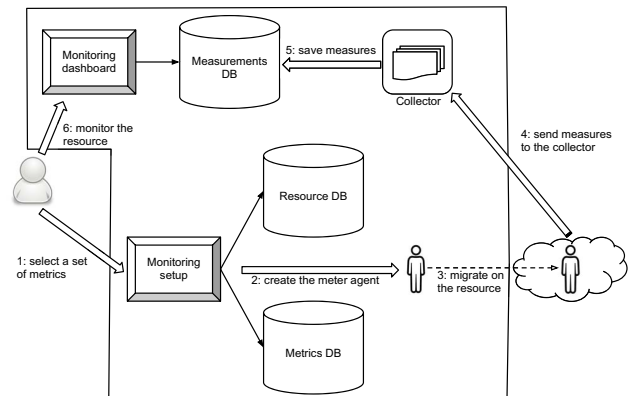 Monitoring
dashboard
Measurements
DB
5: save measures
Collector
6: monitor the
resource
4: send measures
to the collector
Resource DB
1: select a set
of metrics
Monitoring
setup
2: create the meter agent
3: migrate on
the resource
Metrics DB